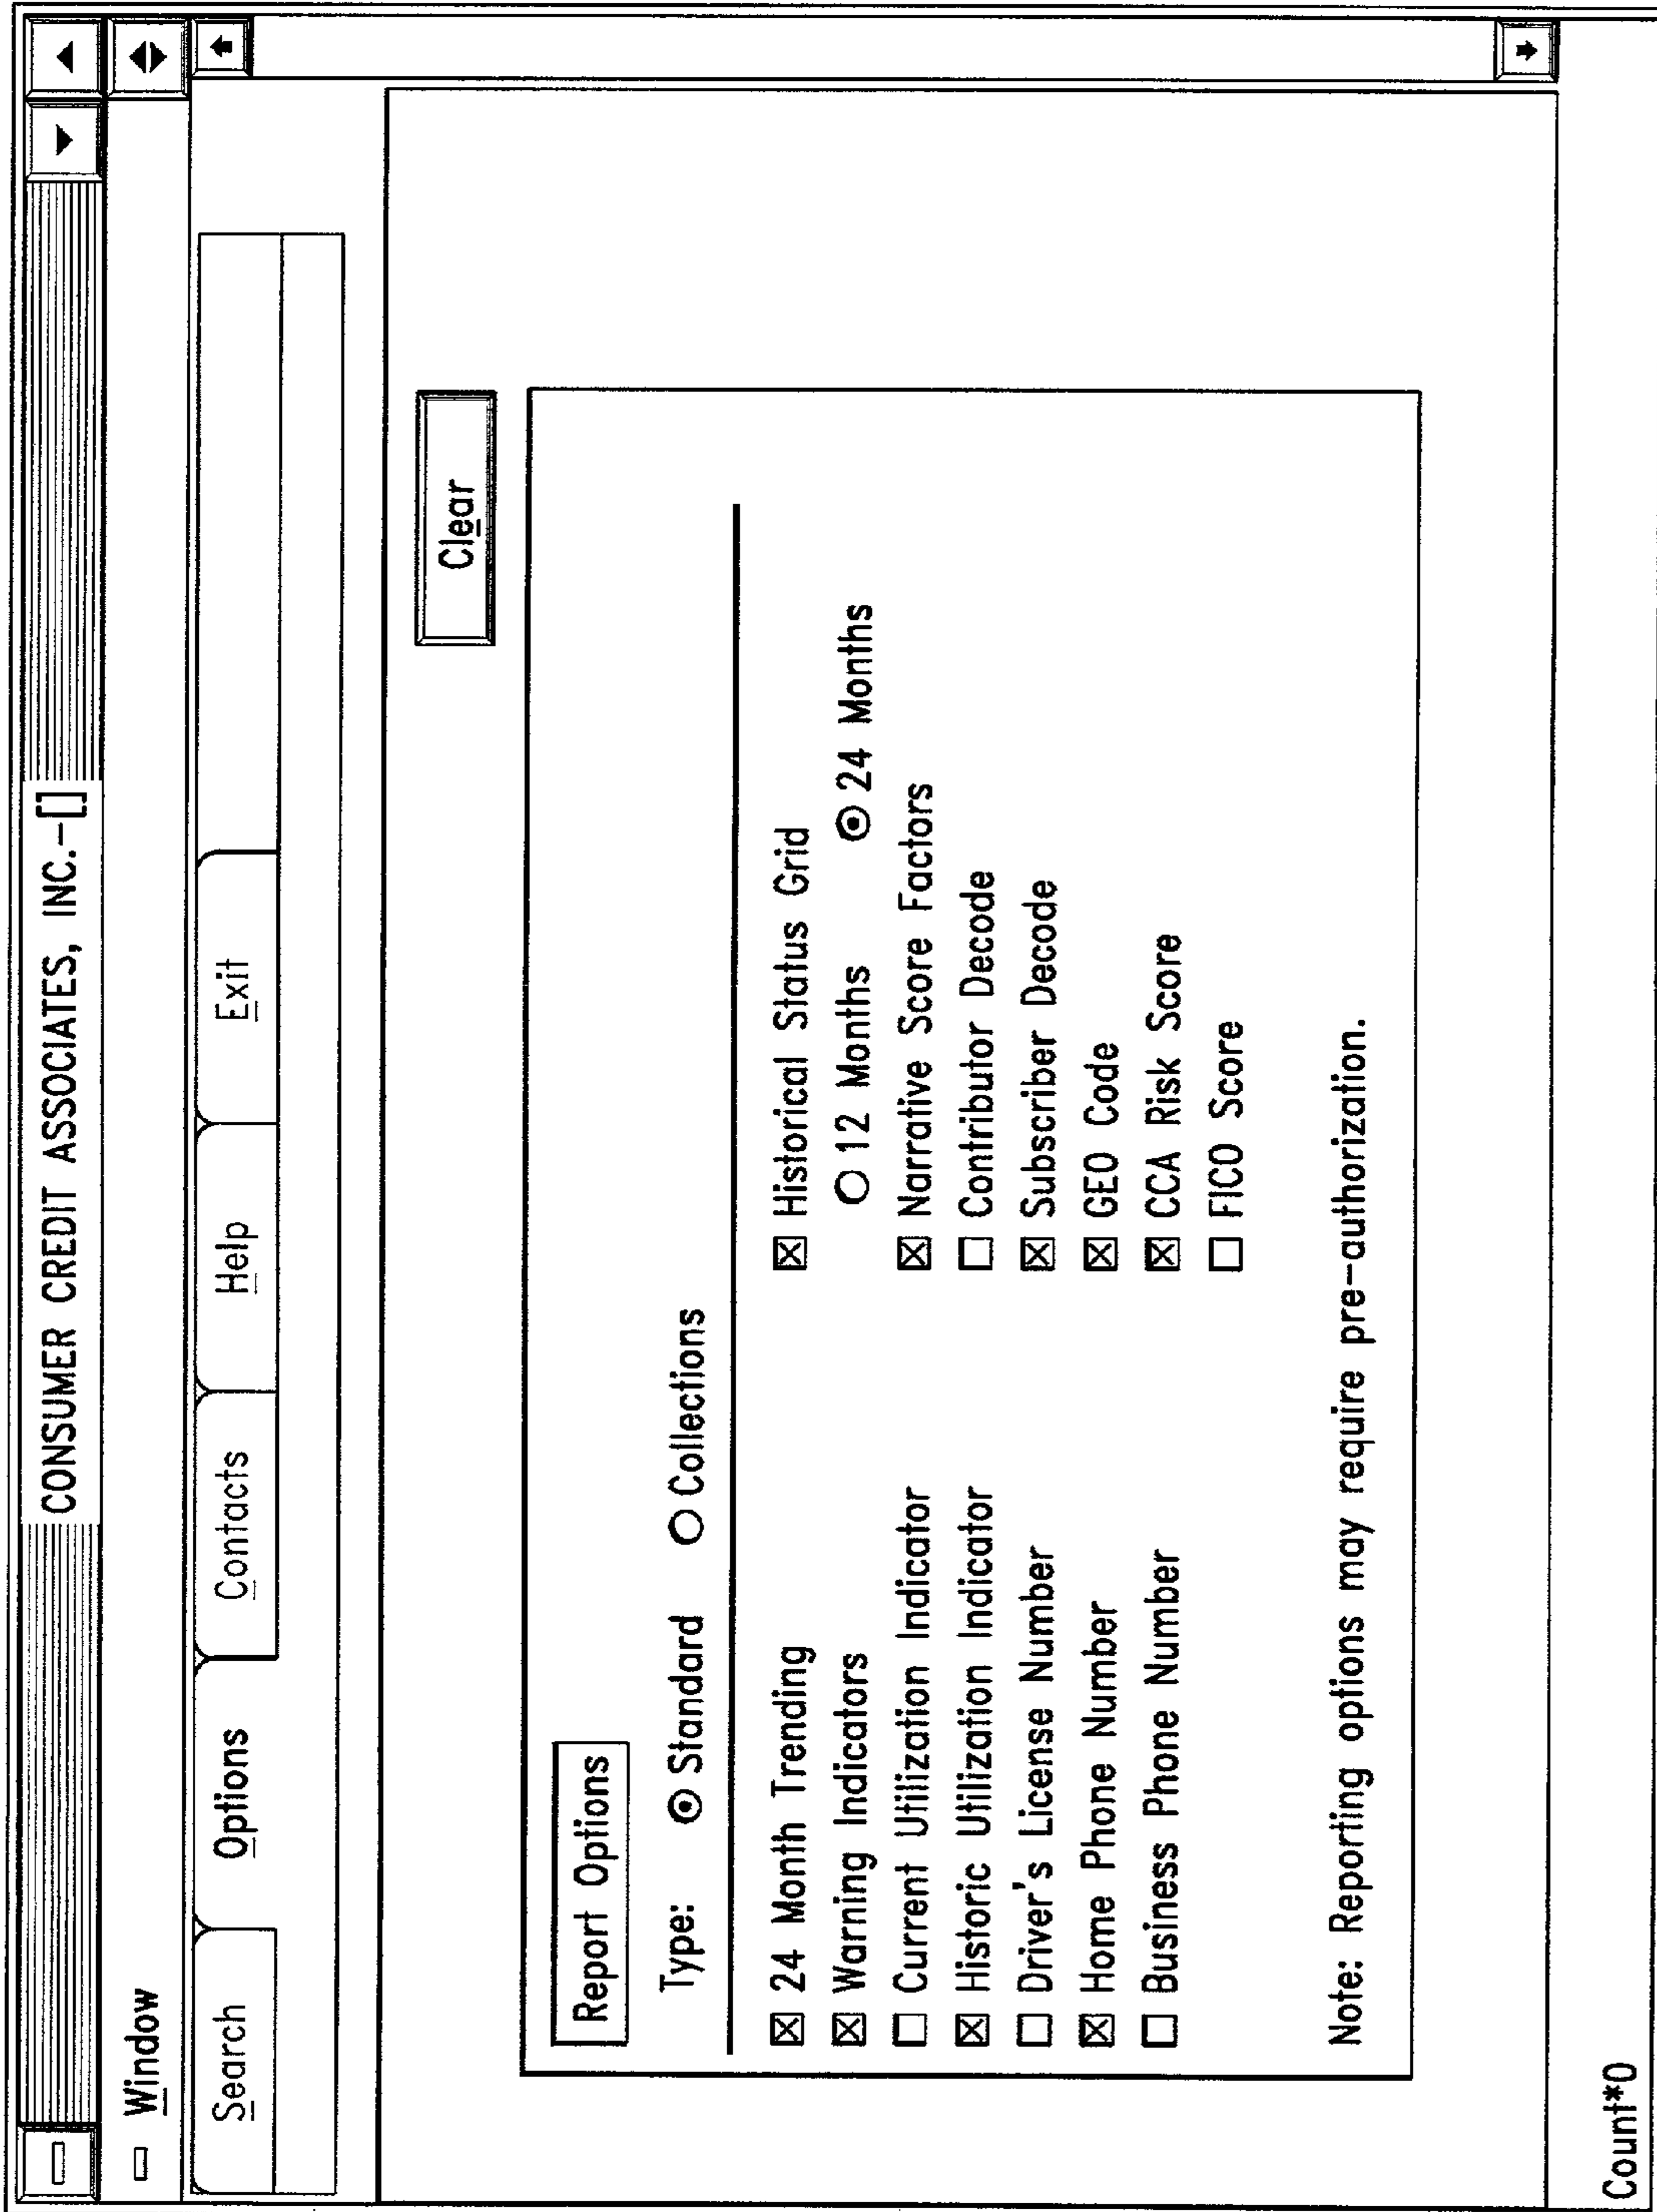 CONSUMER CREDIT ASSOCIATES, INC.-[]
Window
Search Options Contacts Help Exit
Clear
Report Options
Type: Standard Collections
24 Month Trending Historical Status Grid
Warning Indicators 12 Months 24 Months
Current Utilization Indicator Narrative Score Factors
Historic Utilization Indicator Contributor Decode
Driver's License Number Subscriber Decode
Home Phone Number GEO Code
Business Phone Number CCA Risk Score
FICO Score
Note: Reporting options may require pre-authorization.
Count*0